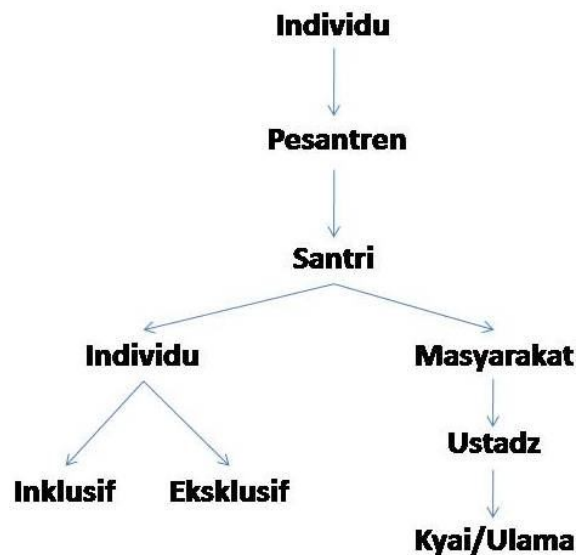 Individu
Pesantren
Santri
Individu
Masyarakat
Ustadz
Inklusif
Eksklusif
Kyai/Ulama